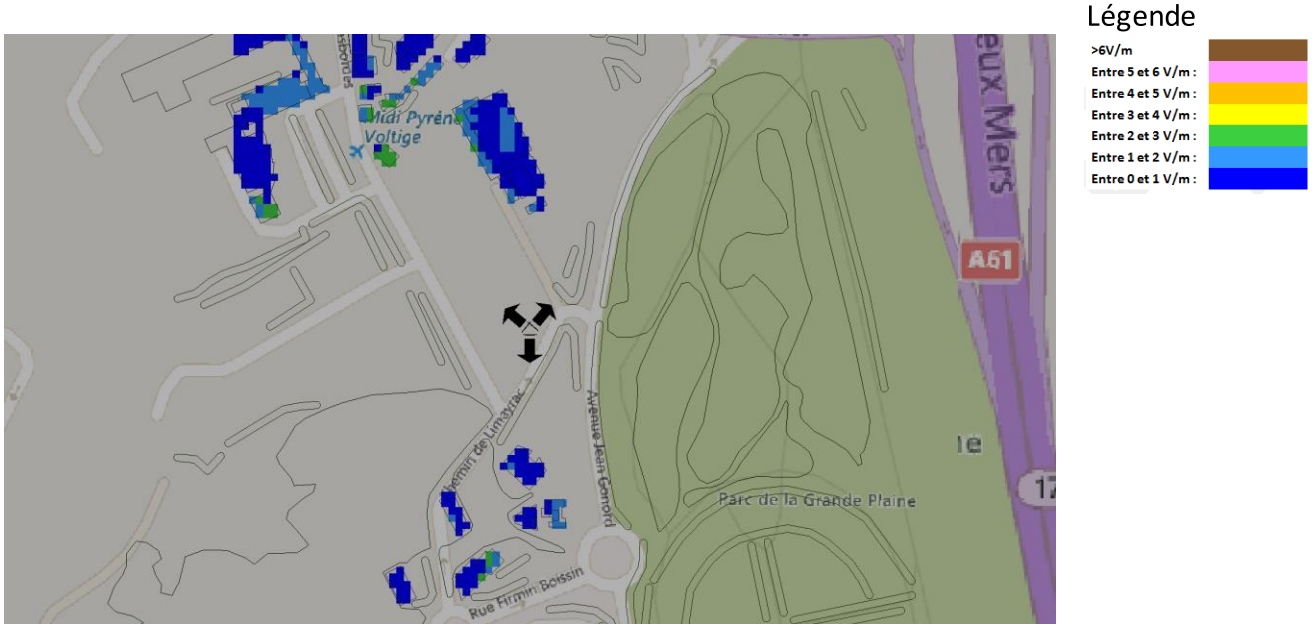 Légende
>6V/m
Entre 5 et 6 V/m :
Entre 4 et 5 V/m :
Entre 3 et 4 V/m :
Entre 2 et 3 V/m :
Entre 1 et 2 V/m :
Entre 0 et 1 V/m :
sbordes
Midi Pyréne
Voltige
eux Mers
A61
Chemin de Limayrac
Avenue Jean Gonord
le
17
Parc de la Grande Plaine
Rue Firmin Boissin